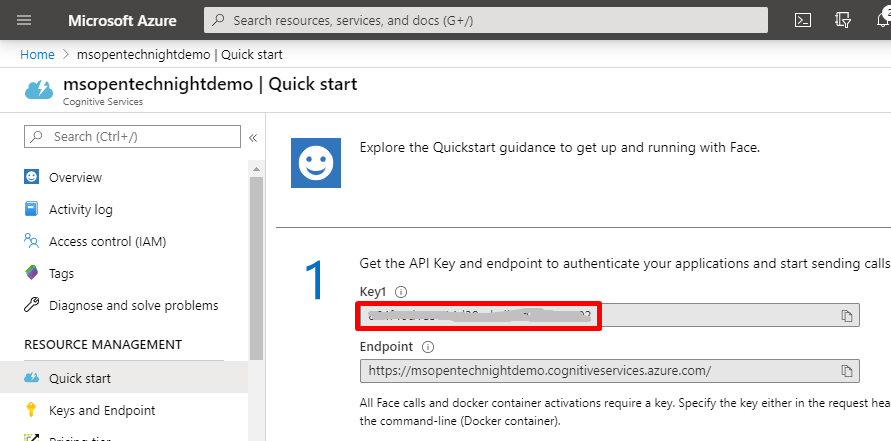 Microsoft Azure
Search resources, services, and docs (G+/)
Home > msopentechnightdemo | Quick start
msopentechnightdemo | Quick start
Cognitive Services
Search (Ctrl+/)
«
Overview
Activity log
Access control (IAM)
Tags
Diagnose and solve problems
RESOURCE MANAGEMENT
Quick start
Keys and Endpoint
Pricing tier
Explore the Quickstart guidance to get up and running with Face.
1
Get the API Key and endpoint to authenticate your applications and start sending calls
Key1
Endpoint
https://msopentechnightdemo.cognitiveservices.azure.com/
All Face calls and docker container activations require a key. Specify the key either in the request hea
the command-line (Docker container).